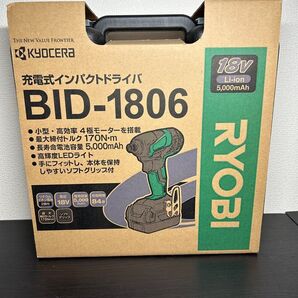 THE NEW VALUE FRONTIER
KYOCERA
充電式インパクトドライバ
BID-1806
18V
Li-ion
5,000mAh
• 小型・高効率 4極モーターを搭載
• 最大締付トルク 170N・m
• 長寿命電池容量 5,000mAh
• 高輝度LEDライト
• 手にフィットし、本体を保持
しやすいソフトグリップ付
RYOBI
18V
5,000